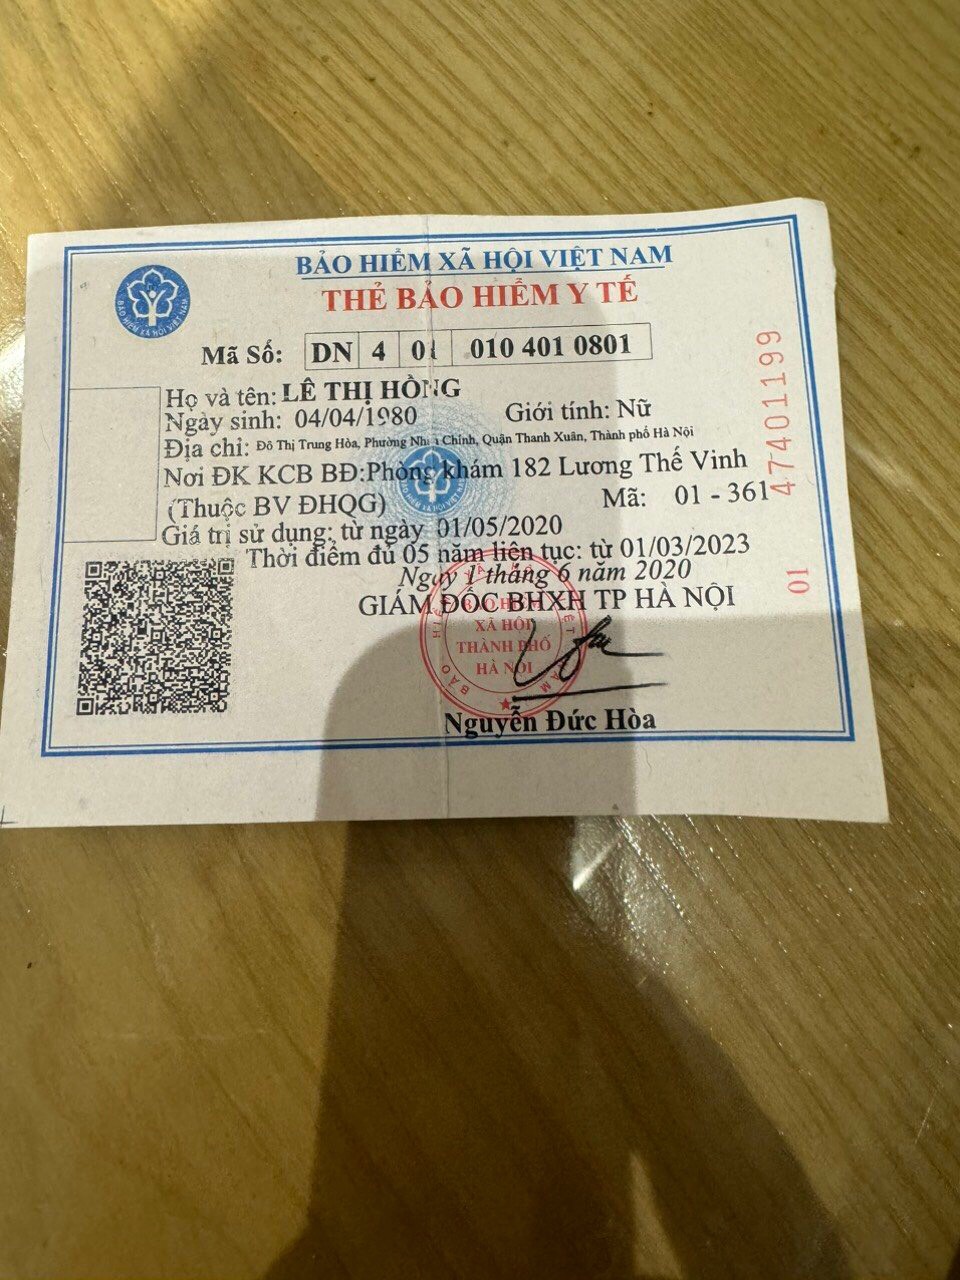 BẢO HIỂM XÃ HỘI VIỆT NAM
THẺ BẢO HIỂM Y TẾ
BẢO HIỂM XÃ HỘI VIỆT NAM
Mã Số: DN 4 01 010 401 0801
Họ và tên: LÊ THỊ HỒNG
Ngày sinh: 04/04/1980 Giới tính: Nữ
Địa chỉ: Đô Thị Trung Hòa, Phường Nhân Chính, Quận Thanh Xuân, Thành phố Hà Nội
Nơi ĐK KCB BĐ:Phòng khám 182 Lương Thế Vinh
(Thuộc BV ĐHQG) Mã: 01 - 361
Giá trị sử dụng: từ ngày 01/05/2020
Thời điểm đủ 05 năm liên tục: từ 01/03/2023
Ngày 1 tháng 6 năm 2020
GIÁM ĐỐC BHXH TP HÀ NỘI
BẢO HIỂM
XÃ HỘI
THÀNH PHỐ
HÀ NỘI
Nguyễn Đức Hòa
47401199
01